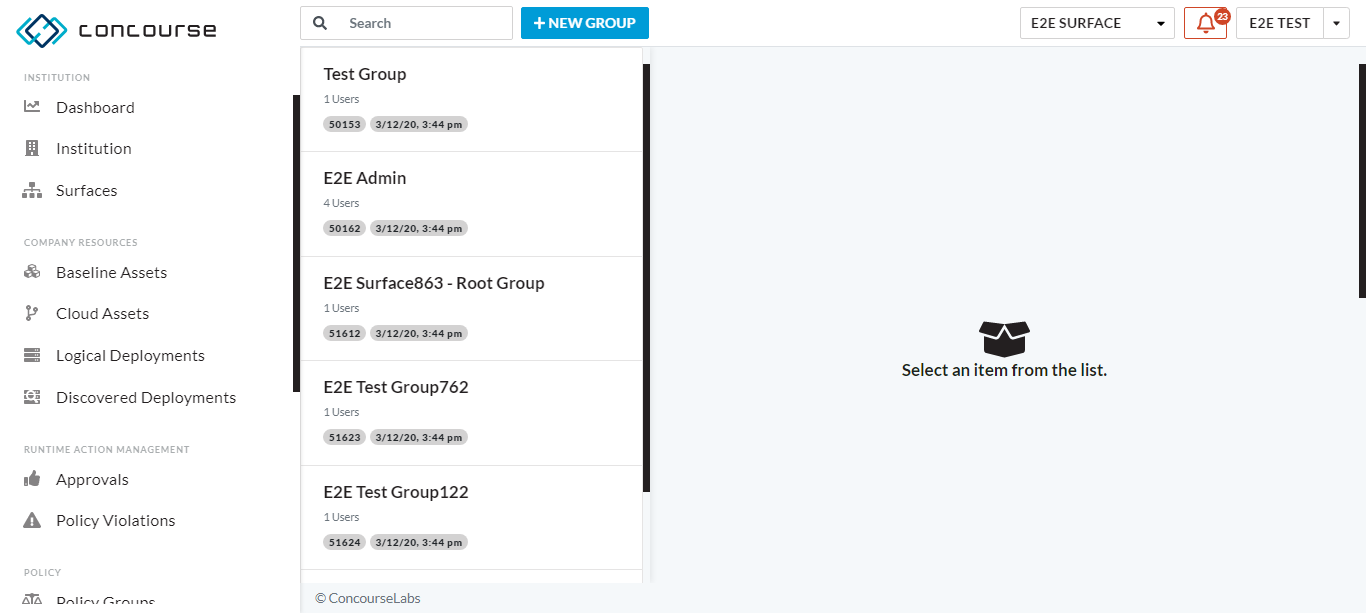 concourse
Search
NEW GROUP
E2E SURFACE
23
E2E TEST
INSTITUTION
Dashboard
Institution
Surfaces
COMPANY RESOURCES
Baseline Assets
Cloud Assets
Logical Deployments
Discovered Deployments
RUNTIME ACTION MANAGEMENT
Approvals
Policy Violations
POLICY
Policy Groups
Test Group
1 Users
50153 3/12/20, 3:44 pm
E2E Admin
4 Users
50162 3/12/20, 3:44 pm
E2E Surface863 - Root Group
1 Users
51612 3/12/20, 3:44 pm
E2E Test Group762
1 Users
51623 3/12/20, 3:44 pm
E2E Test Group122
1 Users
51624 3/12/20, 3:44 pm
Select an item from the list.
© ConcourseLabs